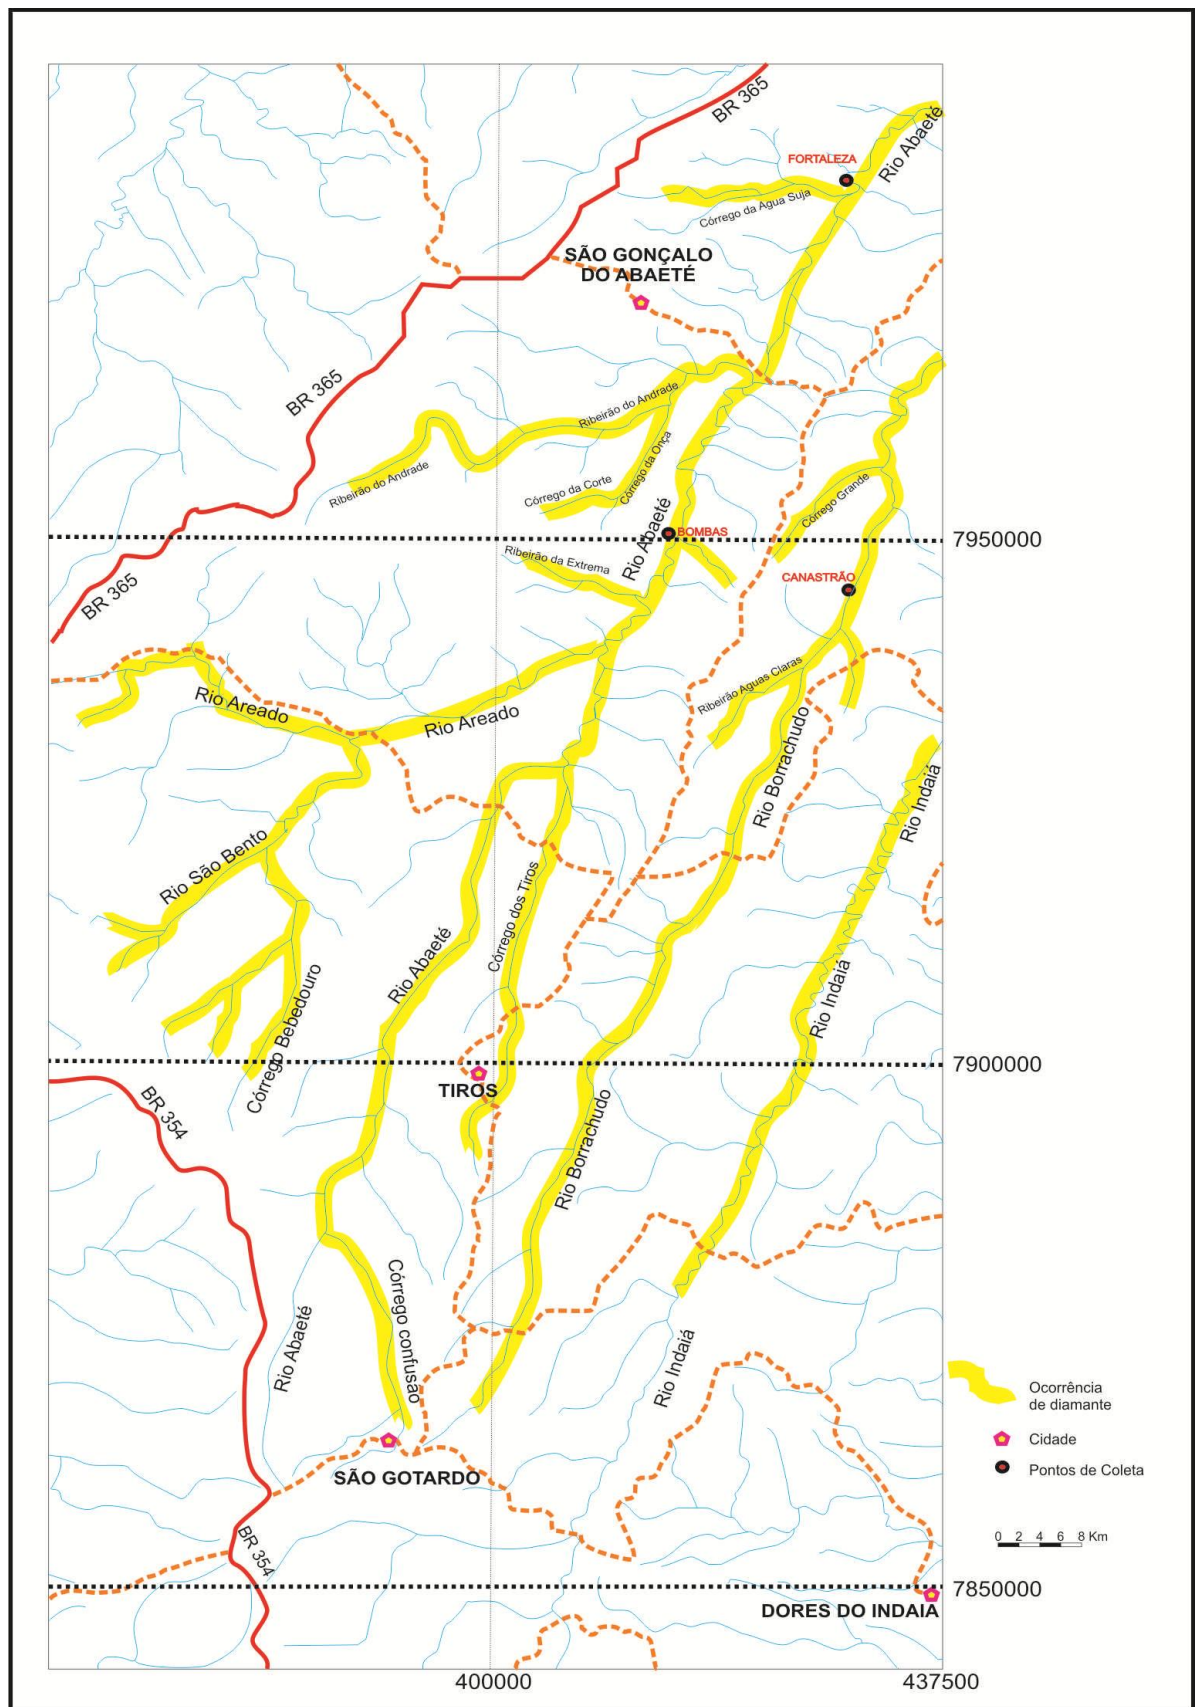 BR 365
Rio Abaeté
FORTALEZA
Córrego da Agua Suja
SÃO GONÇALO
DO ABAETÉ
BR 365
Ribeirão do Andrade
Ribeirão do Andrade
Córrego da Onça
Córrego da Corte
Córrego Grande
Rio Abaeté
BOMBAS
7950000
Ribeirão da Extrema
CANASTRÃO
BR 365
Ribeirão Aguas Claras
Rio Areado
Rio Areado
Rio Borrachudo
Rio Indaiá
Rio São Bento
Córrego dos Tiros
Rio Abaeté
Rio Indaiá
Córrego Bebedouro
7900000
TIROS
BR 354
Rio Borrachudo
Córrego confusão
Rio Abaeté
Rio Indaiá
Ocorrência
de diamante
Cidade
Pontos de Coleta
SÃO GOTARDO
0 2 4 6 8 Km
BR 354
7850000
DORES DO INDAIA
400000
437500